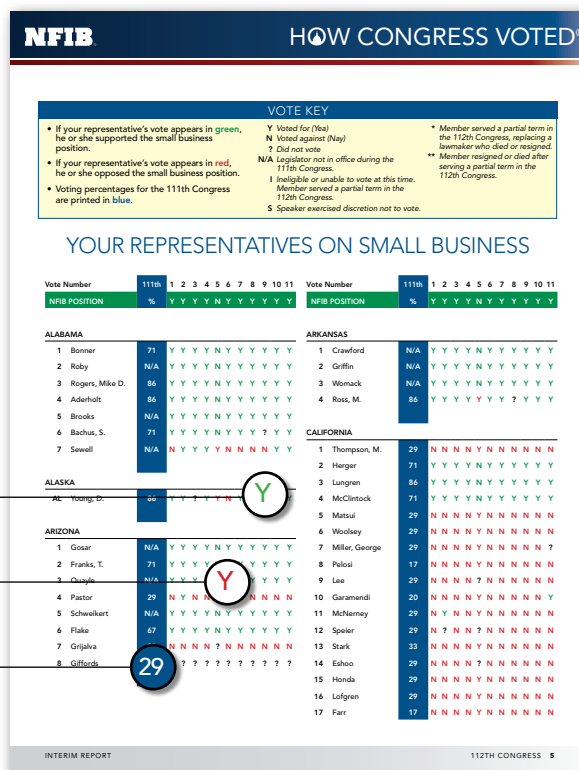 NFIB
HOW CONGRESS VOTED
VOTE KEY
• If your representative's vote appears in green, he or she supported the small business position.
• If your representative's vote appears in red, he or she opposed the small business position.
• Voting percentages for the 111th Congress are printed in blue.
Y Voted for (Yea)
N Voted against (Nay)
? Did not vote
N/A Legislator not in office during the 111th Congress.
I Ineligible or unable to vote at this time. Member served a partial term in the 112th Congress.
S Speaker exercised discretion not to vote.
* Member served a partial term in the 112th Congress, replacing a lawmaker who died or resigned.
** Member resigned or died after serving a partial term in the 112th Congress.
YOUR REPRESENTATIVES ON SMALL BUSINESS
Vote Number 111th 1 2 3 4 5 6 7 8 9 10 11
NFIB POSITION % Y Y Y Y N Y Y Y Y Y Y
ALABAMA
1 Bonner 71 Y Y Y Y N Y Y Y Y Y Y
2 Roby N/A Y Y Y Y N Y Y Y Y Y Y
3 Rogers, Mike D. 86 Y Y Y Y N Y Y Y Y Y Y
4 Aderholt 86 Y Y Y Y N Y Y Y Y Y Y
5 Brooks N/A Y Y Y Y N Y Y Y Y Y Y
6 Bachus, S. 71 Y Y Y Y N Y Y Y ? Y Y
7 Sewell N/A N Y Y Y Y N N N N Y Y
ALASKA
AL Young, D. 86 Y Y ? Y Y N Y Y
Y
ARIZONA
1 Gosar N/A Y Y Y Y N Y Y Y Y Y Y
2 Franks, T. 71 Y Y Y Y N Y Y Y Y Y Y
3 Quayle N/A Y Y Y Y Y Y Y
Y
4 Pastor 29 N Y N N N N N N N
5 Schweikert N/A Y Y Y Y N Y Y Y Y Y Y
6 Flake 67 Y Y Y Y N Y Y Y Y Y Y
7 Grijalva N N N N ? N N N N N N
8 Giffords ? ? ? ? ? ? ? ? ? ? ?
29
Vote Number 111th 1 2 3 4 5 6 7 8 9 10 11
NFIB POSITION % Y Y Y Y N Y Y Y Y Y Y
ARKANSAS
1 Crawford N/A Y Y Y Y N Y Y Y Y Y Y
2 Griffin N/A Y Y Y Y N Y Y Y Y Y Y
3 Womack N/A Y Y Y Y N Y Y Y Y Y Y
4 Ross, M. 86 Y Y Y Y Y Y Y ? Y Y Y
CALIFORNIA
1 Thompson, M. 29 N N N N Y N N N N N N
2 Herger 71 Y Y Y Y N Y Y Y Y Y Y
3 Lungren 86 Y Y Y Y N Y Y Y Y Y Y
4 McClintock 71 Y Y Y Y N Y Y Y Y Y Y
5 Matsui 29 N N N N Y N N N N N N
6 Woolsey 29 N N N N Y N N N N N N
7 Miller, George 29 N N N N Y N N N N N ?
8 Pelosi 17 N N N N Y N N N N N N
9 Lee 29 N N N N ? N N N N N N
10 Garamendi 20 N N N N Y N N N N N Y
11 McNerney 29 N Y N N Y N N N N N N
12 Speier 29 N ? N N ? N N N N N N
13 Stark 33 N N N N Y N N N N N N
14 Eshoo 29 N N N N ? N N N N N N
15 Honda 29 N N N N Y N N N N N N
16 Lofgren 29 N N N N Y N N N N N N
17 Farr 17 N N N N Y N N N N N N
INTERIM REPORT
112TH CONGRESS 5